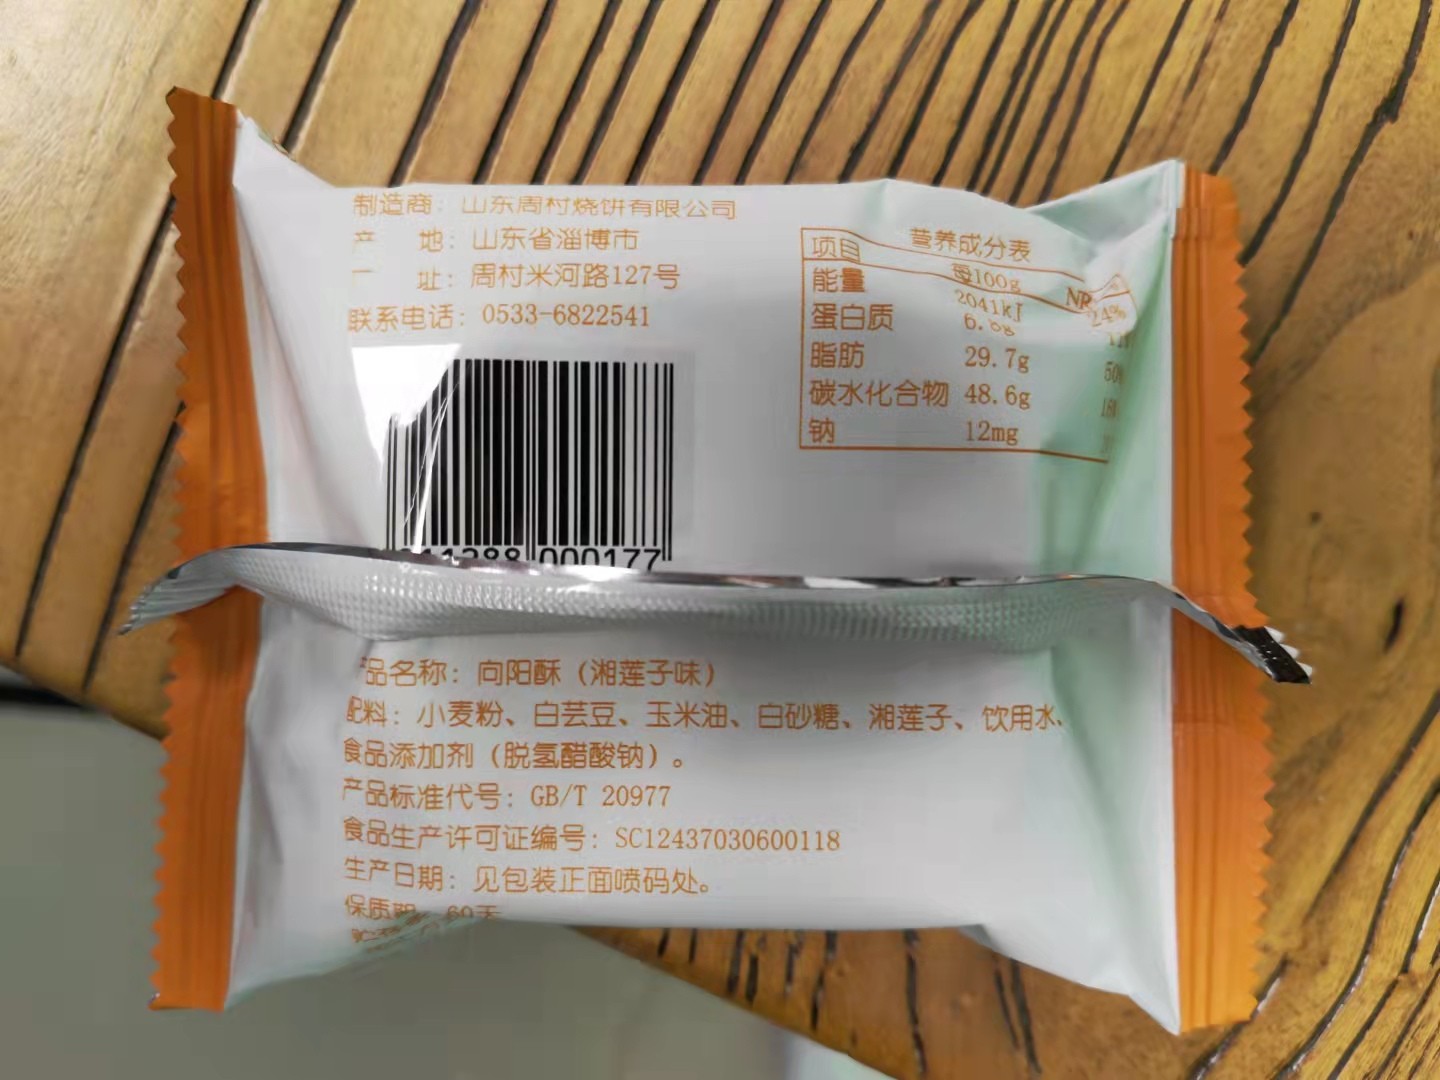 制造商：山东周村烧饼有限公司
地：山东省淄博市
址：周村米河路127号
联系电话：0533-6822541
营养成分表
项目 每100g
能量 2041kJ 24%
蛋白质
脂肪 29.7g
碳水化合物 48.6g
钠 12mg
000177
品名称：向阳酥（湘莲子味）
配料：小麦粉、白芸豆、玉米油、白砂糖、湘莲子、饮用水、
食品添加剂（脱氢醋酸钠）。
产品标准代号：GB/T 20977
食品生产许可证编号：SC12437030600118
生产日期：见包装正面喷码处。
保质期：60天